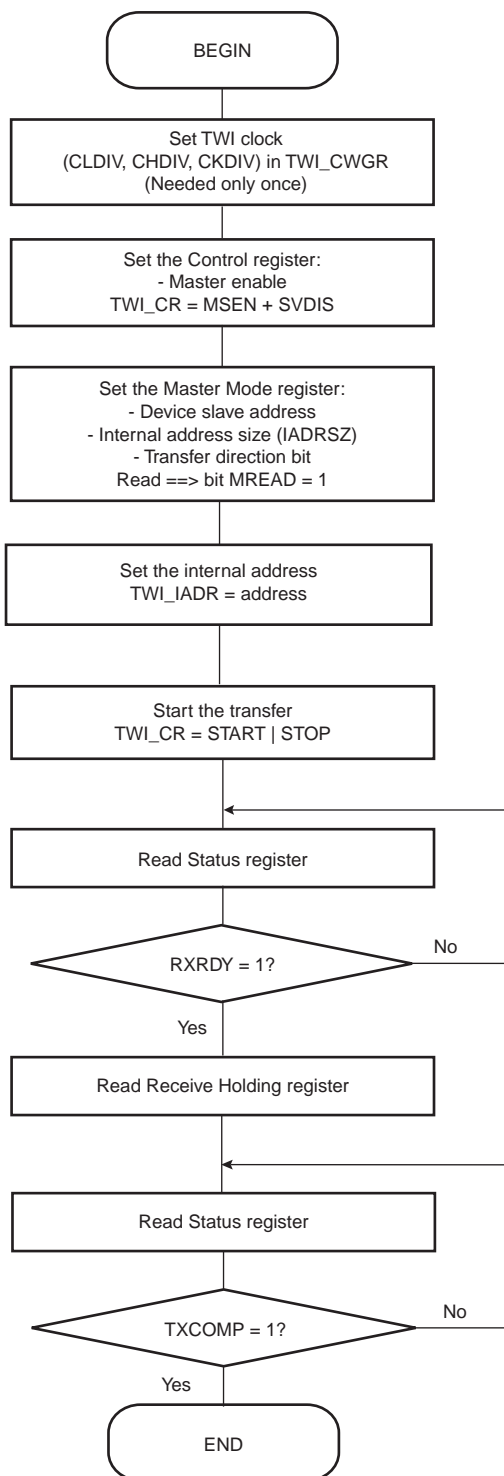 BEGIN
Set TWI clock
(CLDIV, CHDIV, CKDIV) in TWI_CWGR
(Needed only once)
Set the Control register:
- Master enable
TWI_CR = MSEN + SVDIS
Set the Master Mode register:
- Device slave address
- Internal address size (IADRSZ)
- Transfer direction bit
Read ==> bit MREAD = 1
Set the internal address
TWI_IADR = address
Start the transfer
TWI_CR = START | STOP
Read Status register
RXRDY = 1?
No
Yes
Read Receive Holding register
Read Status register
TXCOMP = 1?
No
Yes
END